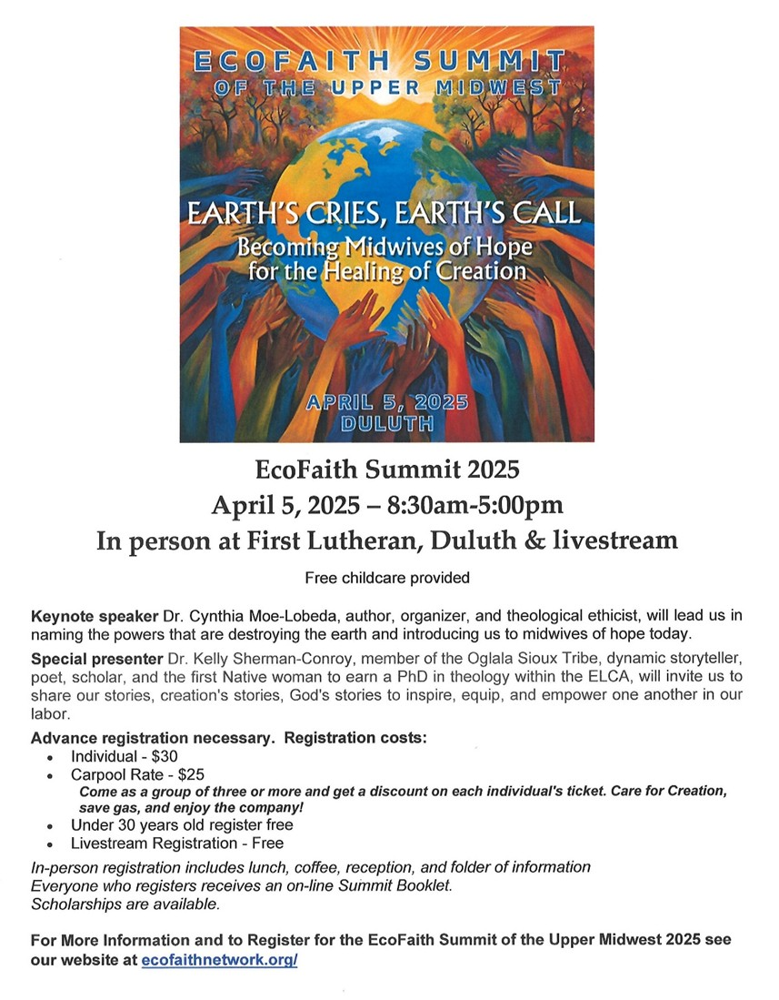 ECOFAITH SUMMIT
OF THE UPPER MIDWEST
EARTH'S CRIES, EARTH'S CALL
Becoming Midwives of Hope
for the Healing of Creation
APRIL 5, 2025
DULUTH
EcoFaith Summit 2025
April 5, 2025 – 8:30am-5:00pm
In person at First Lutheran, Duluth & livestream
Free childcare provided
Keynote speaker Dr. Cynthia Moe-Lobeda, author, organizer, and theological ethicist, will lead us in
naming the powers that are destroying the earth and introducing us to midwives of hope today.
Special presenter Dr. Kelly Sherman-Conroy, member of the Oglala Sioux Tribe, dynamic storyteller,
poet, scholar, and the first Native woman to earn a PhD in theology within the ELCA, will invite us to
share our stories, creation's stories, God's stories to inspire, equip, and empower one another in our
labor.
Advance registration necessary.  Registration costs:
• Individual - $30
• Carpool Rate - $25
Come as a group of three or more and get a discount on each individual's ticket. Care for Creation,
save gas, and enjoy the company!
• Under 30 years old register free
• Livestream Registration - Free
In-person registration includes lunch, coffee, reception, and folder of information
Everyone who registers receives an on-line Summit Booklet.
Scholarships are available.
For More Information and to Register for the EcoFaith Summit of the Upper Midwest 2025 see
our website at ecofaithnetwork.org/